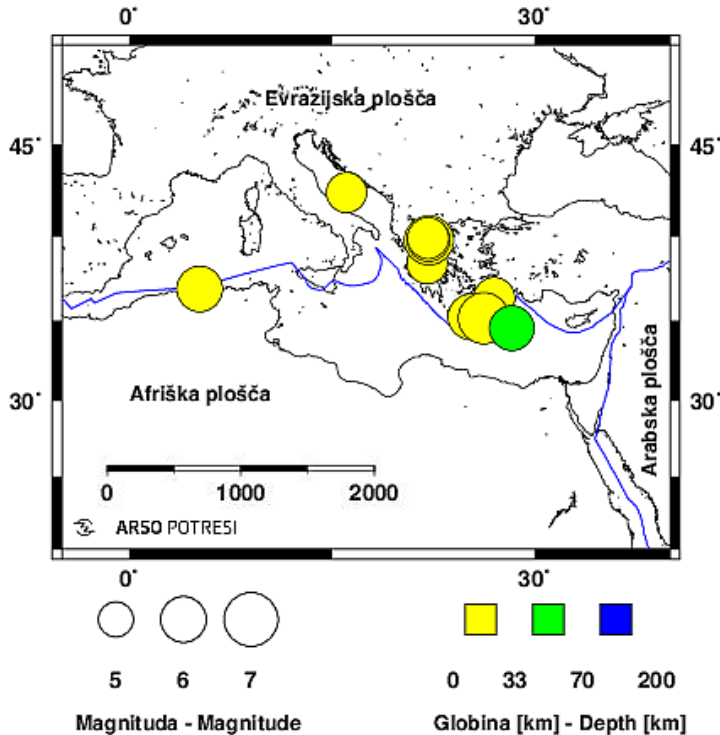 0° 30°
Evrazijska plošča
45° 45°
Afriška plošča
Arabska plošča
30° 30°
0 1000 2000
ARSO POTRESI
0° 30°
5 6 7
0 33 70 200
Magnituda - Magnitude
Globina [km] - Depth [km]